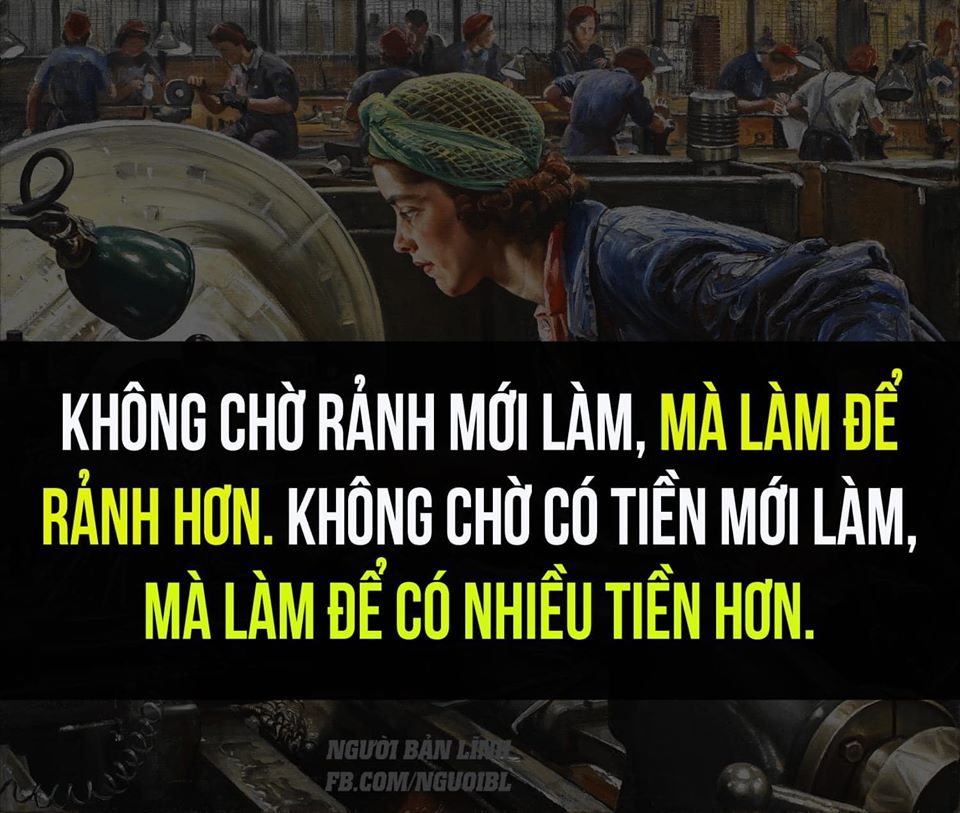 KHÔNG CHỜ RẢNH MỚI LÀM, MÀ LÀM ĐỂ
RẢNH HƠN. KHÔNG CHỜ CÓ TIỀN MỚI LÀM,
MÀ LÀM ĐỂ CÓ NHIỀU TIỀN HƠN.
NGƯỜI BẢN LĨNH
FB.COM/NGUOIBL